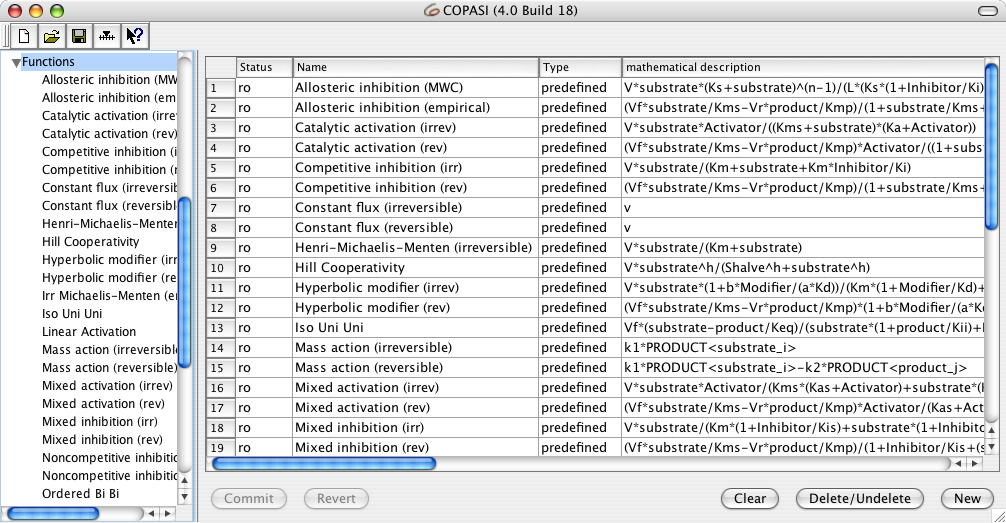 COPASI (4.0 Build 18)
Functions
Allosteric inhibition (MW
Allosteric inhibition (em
Catalytic activation (irre
Catalytic activation (rev)
Competitive inhibition (i
Competitive inhibition (r
Constant flux (irreversib
Constant flux (reversibl
Henri-Michaelis-Menter
Hill Cooperativity
Hyperbolic modifier (irr
Hyperbolic modifier (re
Irr Michaelis-Menten (e
Iso Uni Uni
Linear Activation
Mass action (irreversible
Mass action (reversible)
Mixed activation (irrev)
Mixed activation (rev)
Mixed inhibition (irr)
Mixed inhibition (rev)
Noncompetitive inhibitic
Noncompetitive inhibitic
Ordered Bi Bi
Status Name Type mathematical description
1 ro Allosteric inhibition (MWC) predefined V*substrate*(Ks+substrate)^(n-1)/(L*(Ks*(1+Inhibitor/Ki)
2 ro Allosteric inhibition (empirical) predefined (Vf*substrate/Kms-Vr*product/Kmp)/(1+substrate/Kms+
3 ro Catalytic activation (irrev) predefined V*substrate*Activator/((Kms+substrate)*(Ka+Activator))
4 ro Catalytic activation (rev) predefined (Vf*substrate/Kms-Vr*product/Kmp)*Activator/((1+subs
5 ro Competitive inhibition (irr) predefined V*substrate/(Km+substrate+Km*Inhibitor/Ki)
6 ro Competitive inhibition (rev) predefined (Vf*substrate/Kms-Vr*product/Kmp)/(1+substrate/Kms+
7 ro Constant flux (irreversible) predefined v
8 ro Constant flux (reversible) predefined v
9 ro Henri-Michaelis-Menten (irreversible) predefined V*substrate/(Km+substrate)
10 ro Hill Cooperativity predefined V*substrate^h/(Shalve^h+substrate^h)
11 ro Hyperbolic modifier (irrev) predefined V*substrate*(1+b*Modifier/(a*Kd))/(Km*(1+Modifier/Kd)+
12 ro Hyperbolic modifier (rev) predefined (Vf*substrate/Kms-Vr*product/Kmp)*(1+b*Modifier/(a*K
13 ro Iso Uni Uni predefined Vf*(substrate-product/Keq)/(substrate*(1+product/Kii)+
14 ro Mass action (irreversible) predefined k1*PRODUCT<substrate_i>
15 ro Mass action (reversible) predefined k1*PRODUCT<substrate_i>-k2*PRODUCT<product_j>
16 ro Mixed activation (irrev) predefined V*substrate*Activator/(Kms*(Kas+Activator)+substrate*(
17 ro Mixed activation (rev) predefined (Vf*substrate/Kms-Vr*product/Kmp)*Activator/(Kas+Act
18 ro Mixed inhibition (irr) predefined V*substrate/(Km*(1+Inhibitor/Kis)+substrate*(1+Inhibito
19 ro Mixed inhibition (rev) predefined (Vf*substrate/Kms-Vr*product/Kmp)/(1+Inhibitor/Kis+(s
Commit Revert Clear Delete/Undelete New